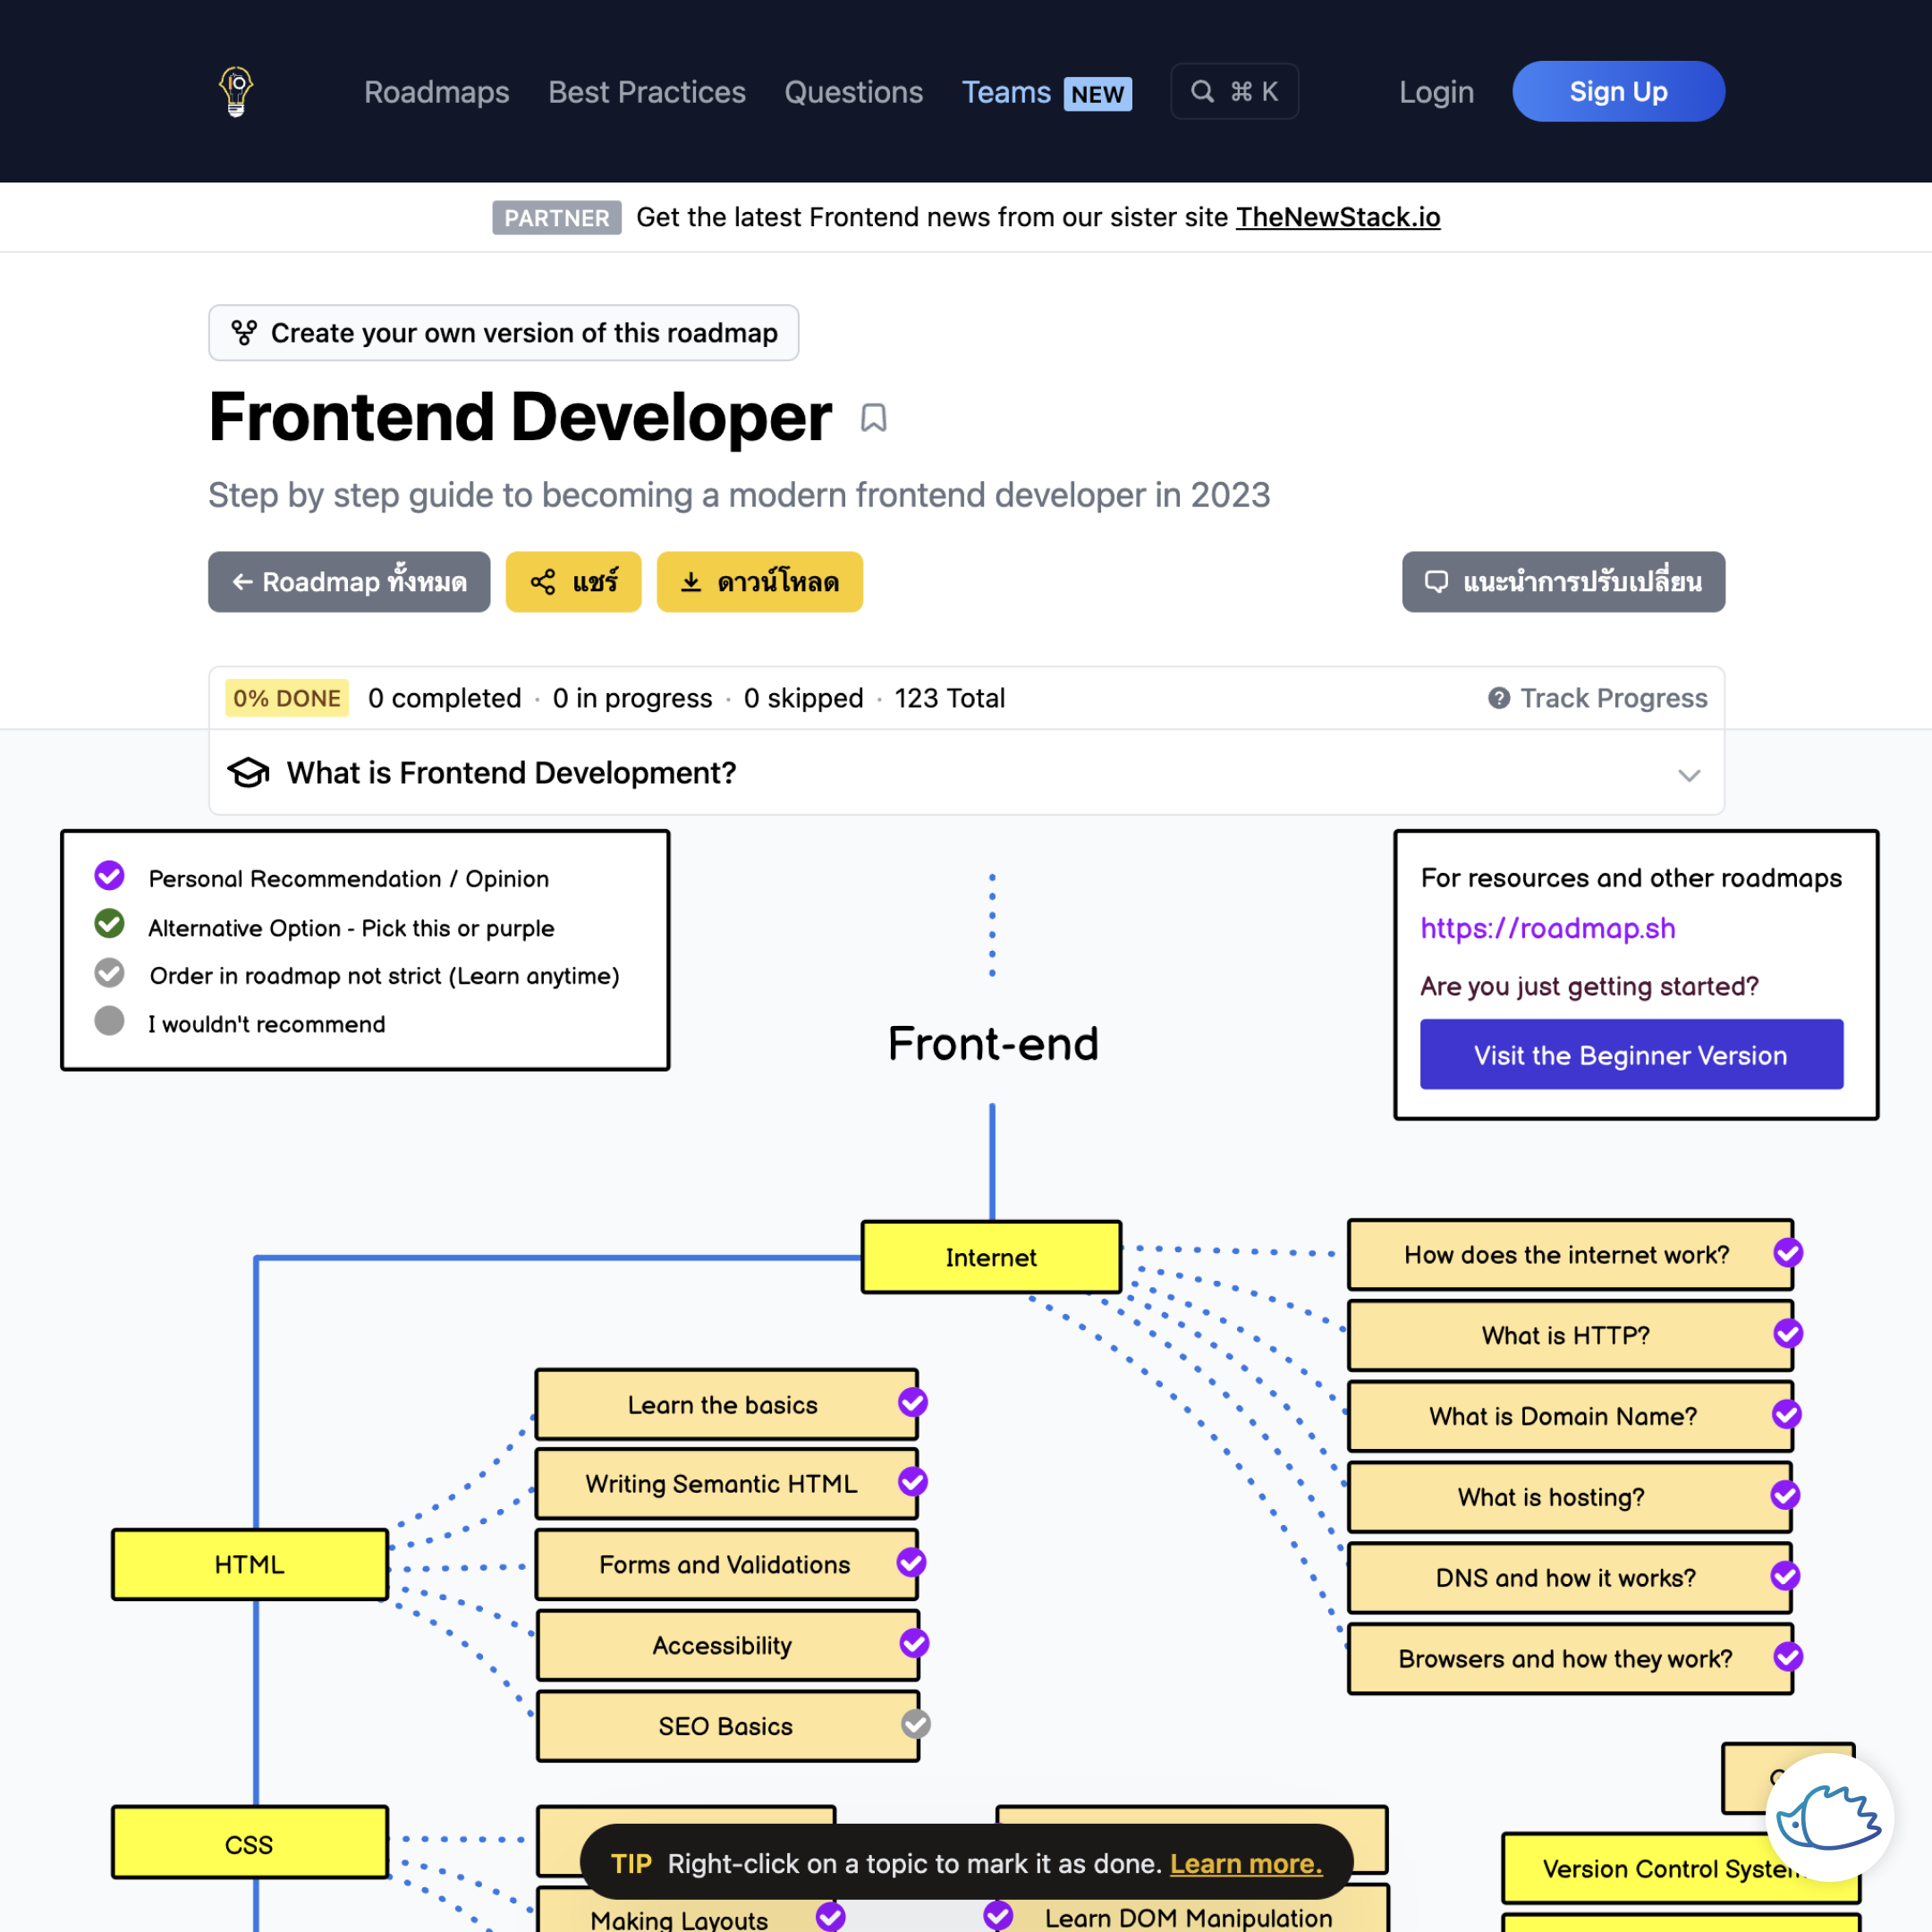 Roadmaps Best Practices Questions Teams NEW ⌘ K Login Sign Up
PARTNER Get the latest Frontend news from our sister site TheNewStack.io
Create your own version of this roadmap
Frontend Developer
Step by step guide to becoming a modern frontend developer in 2023
← Roadmap ทั้งหมด แชร์ ดาวน์โหลด แนะนำการปรับเปลี่ยน
0% DONE 0 completed · 0 in progress · 0 skipped · 123 Total Track Progress
What is Frontend Development?
Personal Recommendation / Opinion
Alternative Option - Pick this or purple
Order in roadmap not strict (Learn anytime)
I wouldn't recommend
For resources and other roadmaps
https://roadmap.sh
Are you just getting started?
Visit the Beginner Version
Front-end
Internet
How does the internet work?
What is HTTP?
What is Domain Name?
What is hosting?
DNS and how it works?
Browsers and how they work?
HTML
Learn the basics
Writing Semantic HTML
Forms and Validations
Accessibility
SEO Basics
CSS
Making Layouts
Learn DOM Manipulation
Version Control
TIP Right-click on a topic to mark it as done. Learn more.